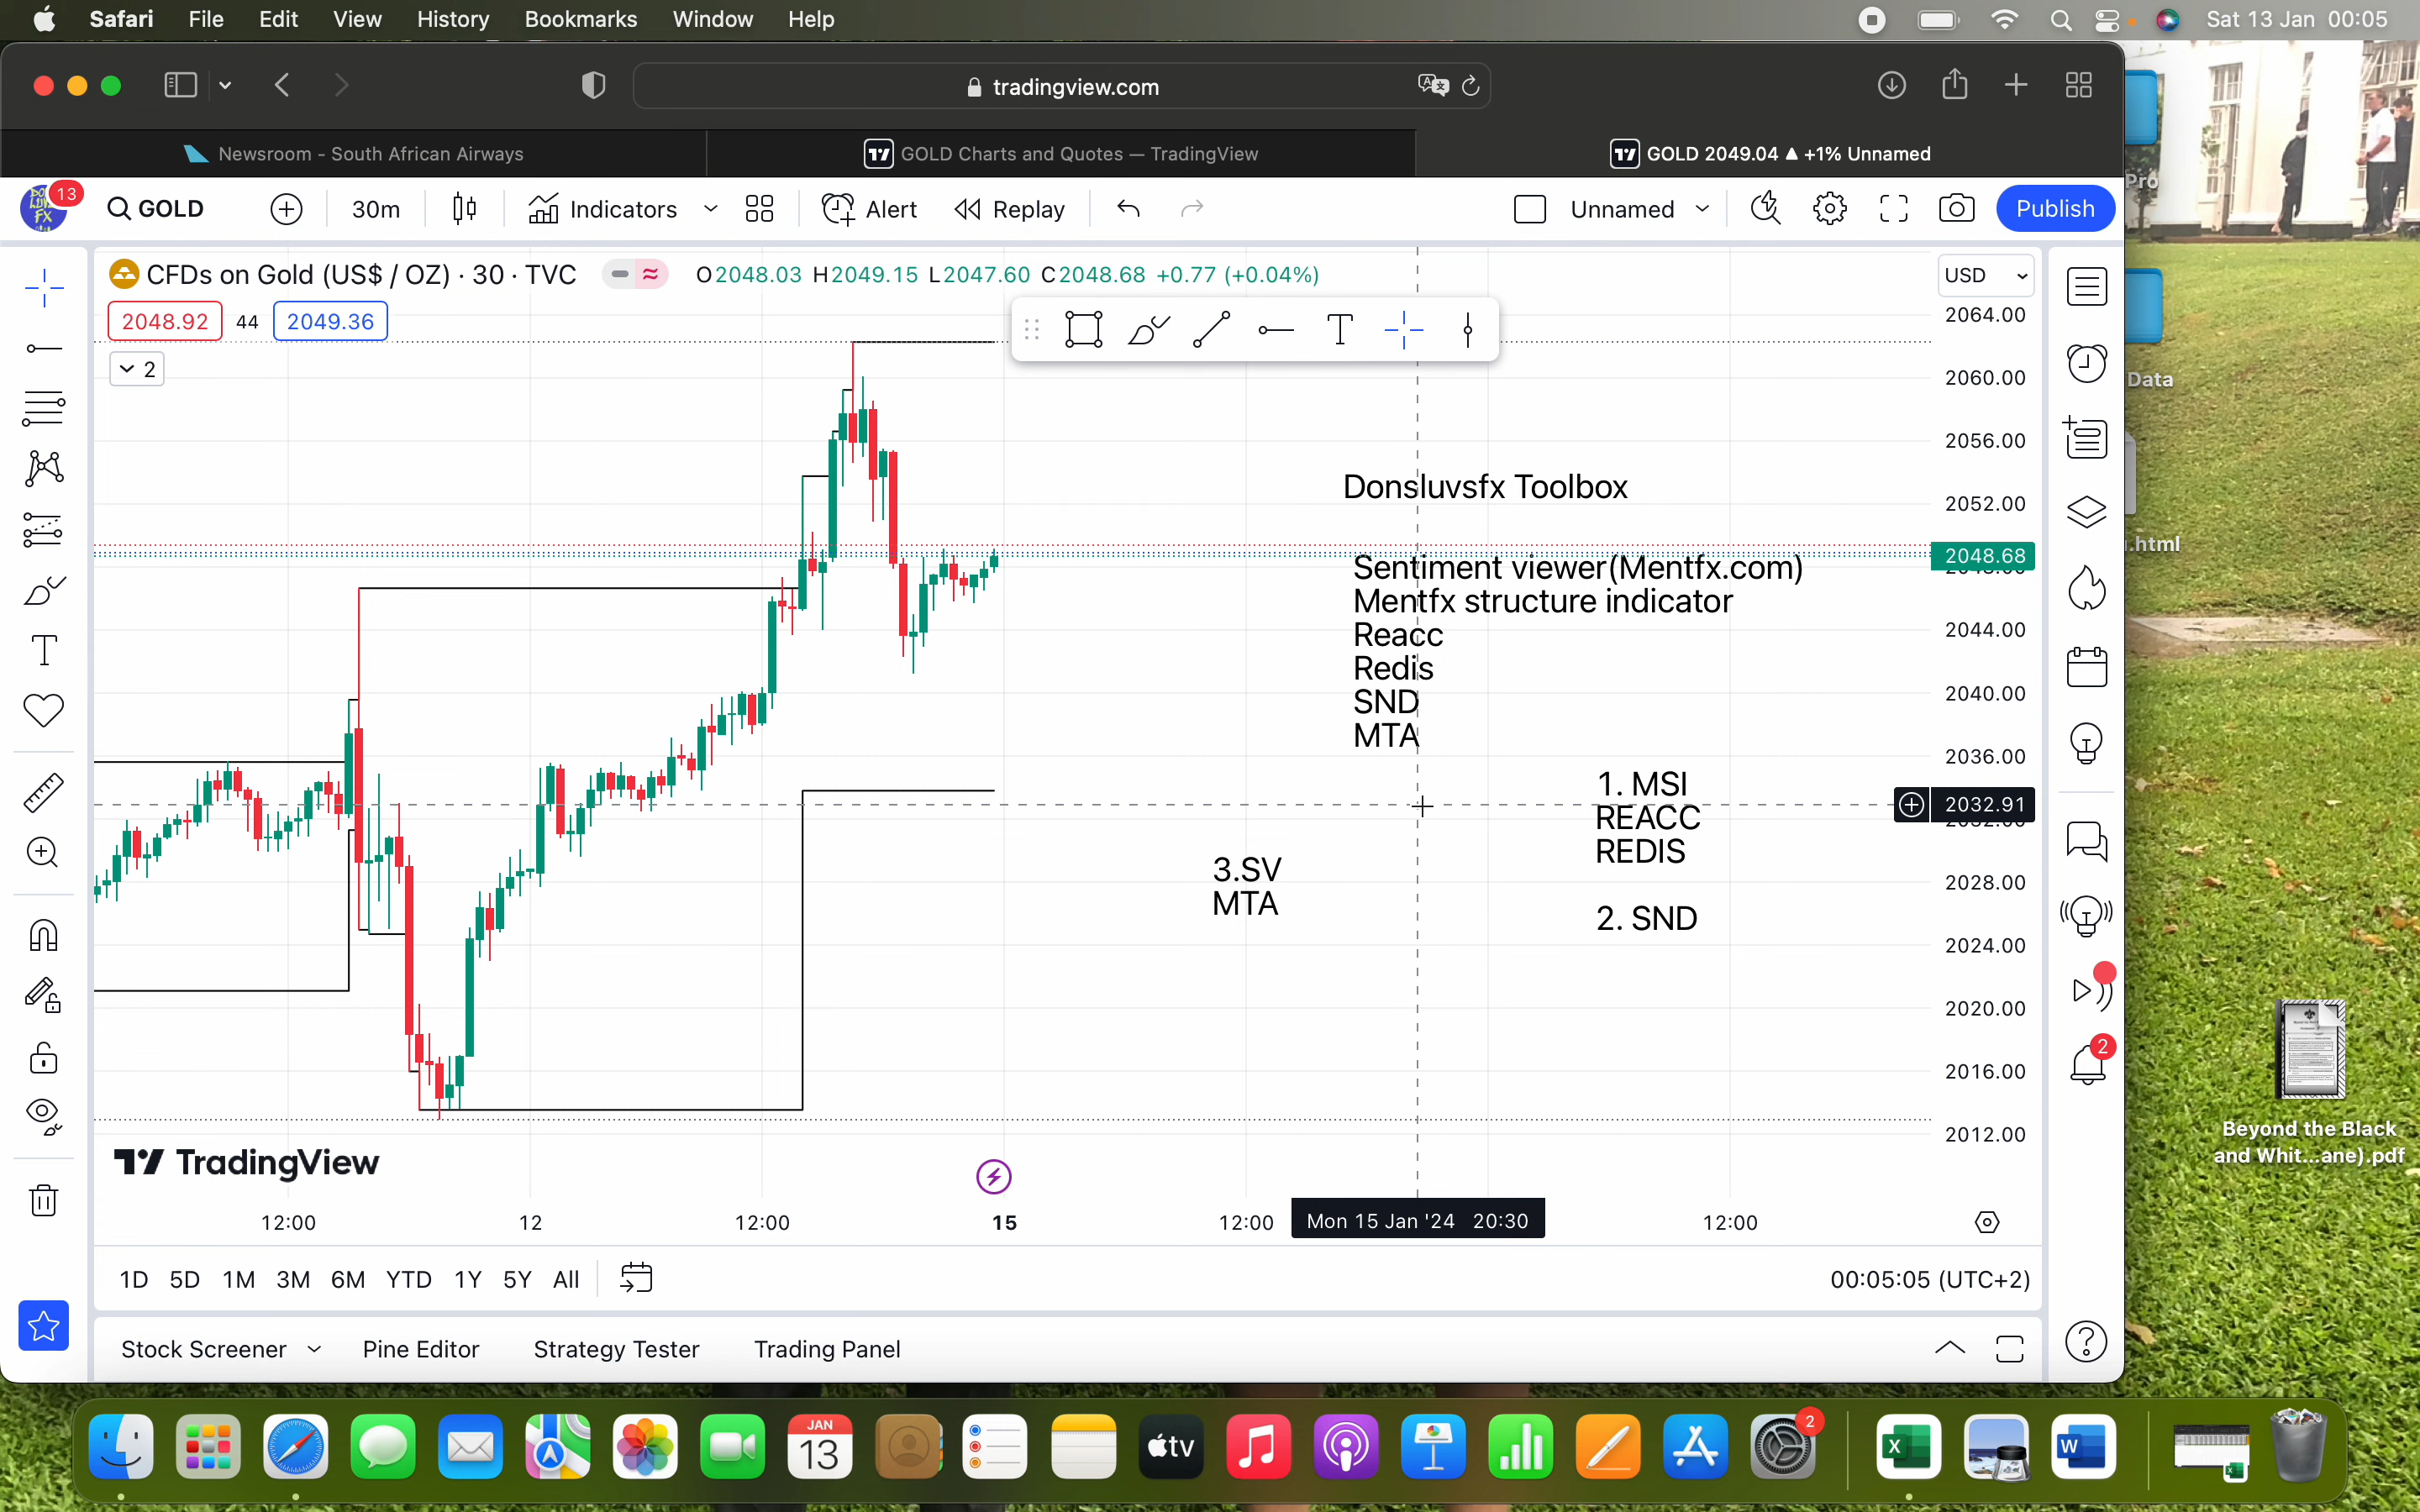 Safari File Edit View History Bookmarks Window Help Sat 13 Jan 00:05
tradingview.com
Newsroom - South African Airways
GOLD Charts and Quotes — TradingView
GOLD 2049.04 ▲ +1% Unnamed
13 GOLD 30m Indicators Alert Replay Unnamed Publish
CFDs on Gold (US$ / OZ) · 30 · TVC O2048.03 H2049.15 L2047.60 C2048.68 +0.77 (+0.04%)
USD
2048.92 44 2049.36
2
2064.00
2060.00
2056.00
2052.00
2048.68
2044.00
2040.00
2036.00
2032.91
2028.00
2024.00
2020.00
2016.00
2012.00
Donsluvsfx Toolbox
Sentiment viewer(Mentfx.com)
Mentfx structure indicator
Reacc
Redis
SND
MTA
1. MSI
REACC
REDIS
2. SND
3.SV
MTA
TradingView
12:00 12 12:00 15 12:00 Mon 15 Jan '24 20:30 12:00
1D 5D 1M 3M 6M YTD 1Y 5Y All 00:05:05 (UTC+2)
Stock Screener Pine Editor Strategy Tester Trading Panel
2
Pro
Data
.html
Beyond the Black
and Whit...ane).pdf
tv
JAN
13
2
X
W